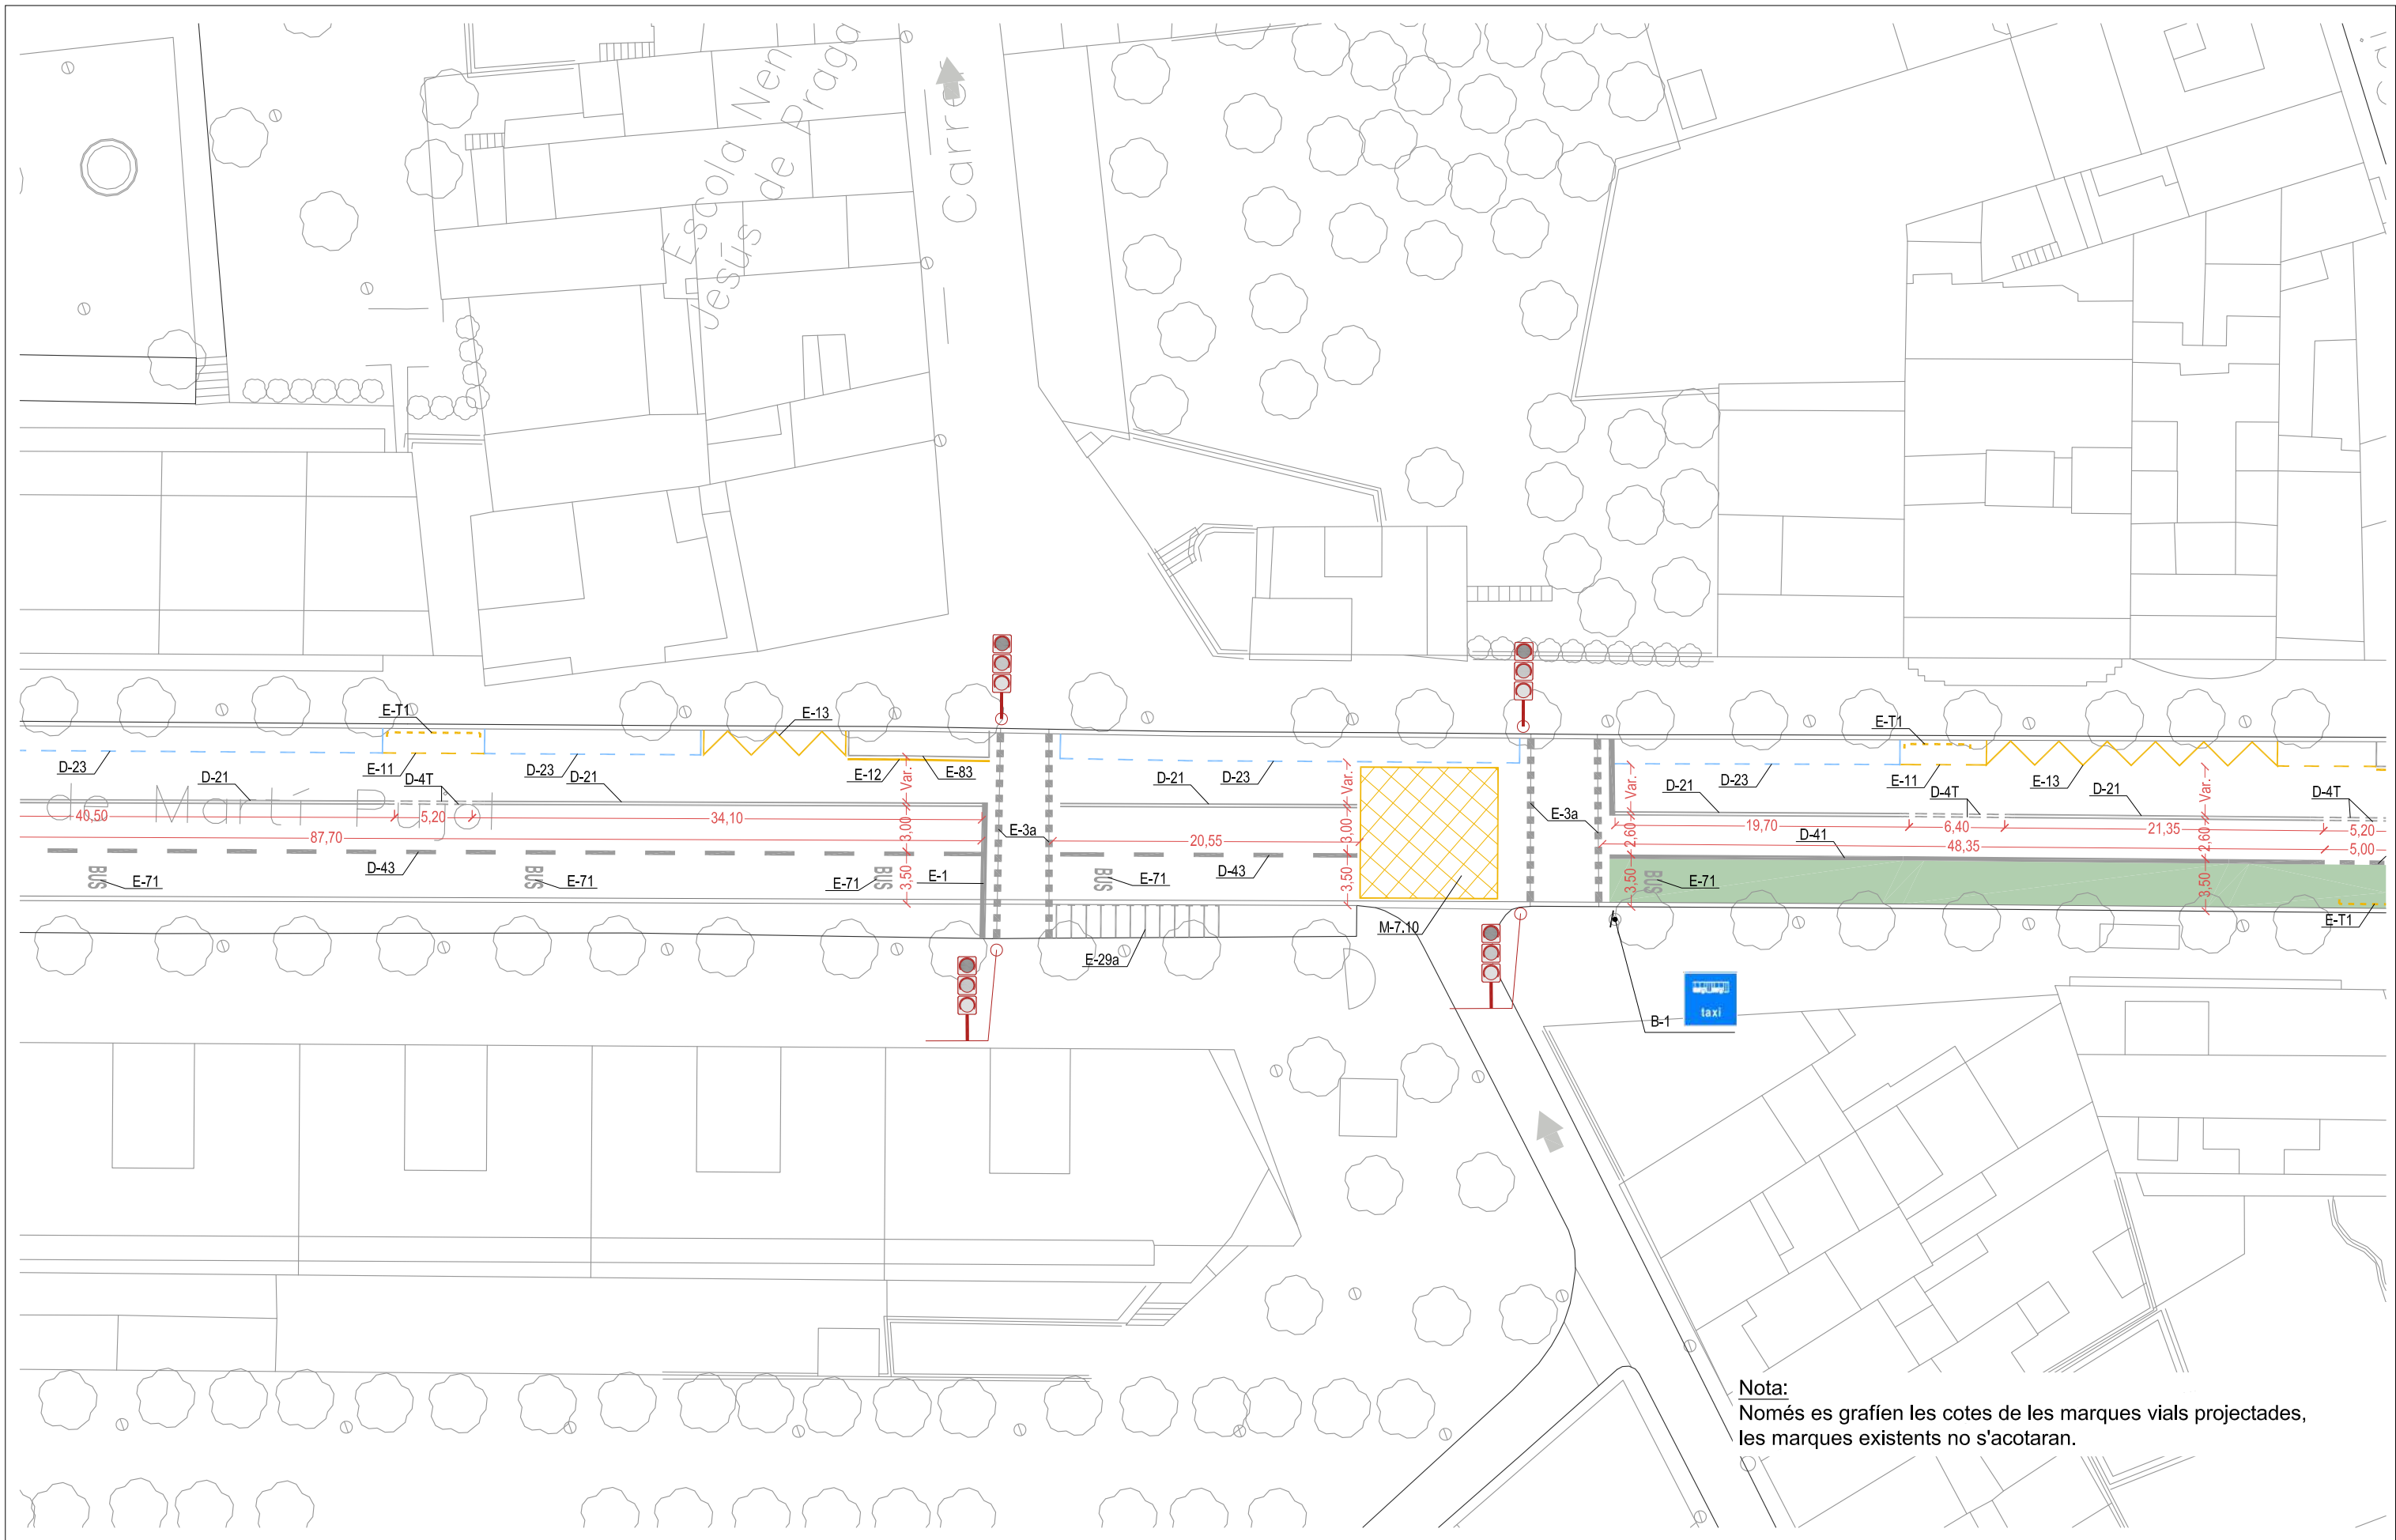 Escola Nen
Jesús de Praga
Carrer
E-T1
E-13
E-T1
D-23
E-11
D-23
E-12
E-83
Var.
D-21
D-4T
D-21
D-21
D-23
Var.
Var.
D-23
E-11
E-13
Var.
D-21
D-4T
D-21
D-4T
de Martí Pujol
40,50
5,20
34,10
3,00
E-3a
3,00
E-3a
2,60
19,70
6,40
21,35
2,60
5,20
87,70
20,55
D-41
48,35
5,00
D-43
D-43
BUS
E-71
BUS
E-71
E-71
BUS
3,50
E-1
BUS
E-71
3,50
3,50
BUS
E-71
3,50
E-29a
M-7.10
E-T1
taxi
B-1
Nota:
Només es grafíen les cotes de les marques vials projectades,
les marques existents no s'acotaran.